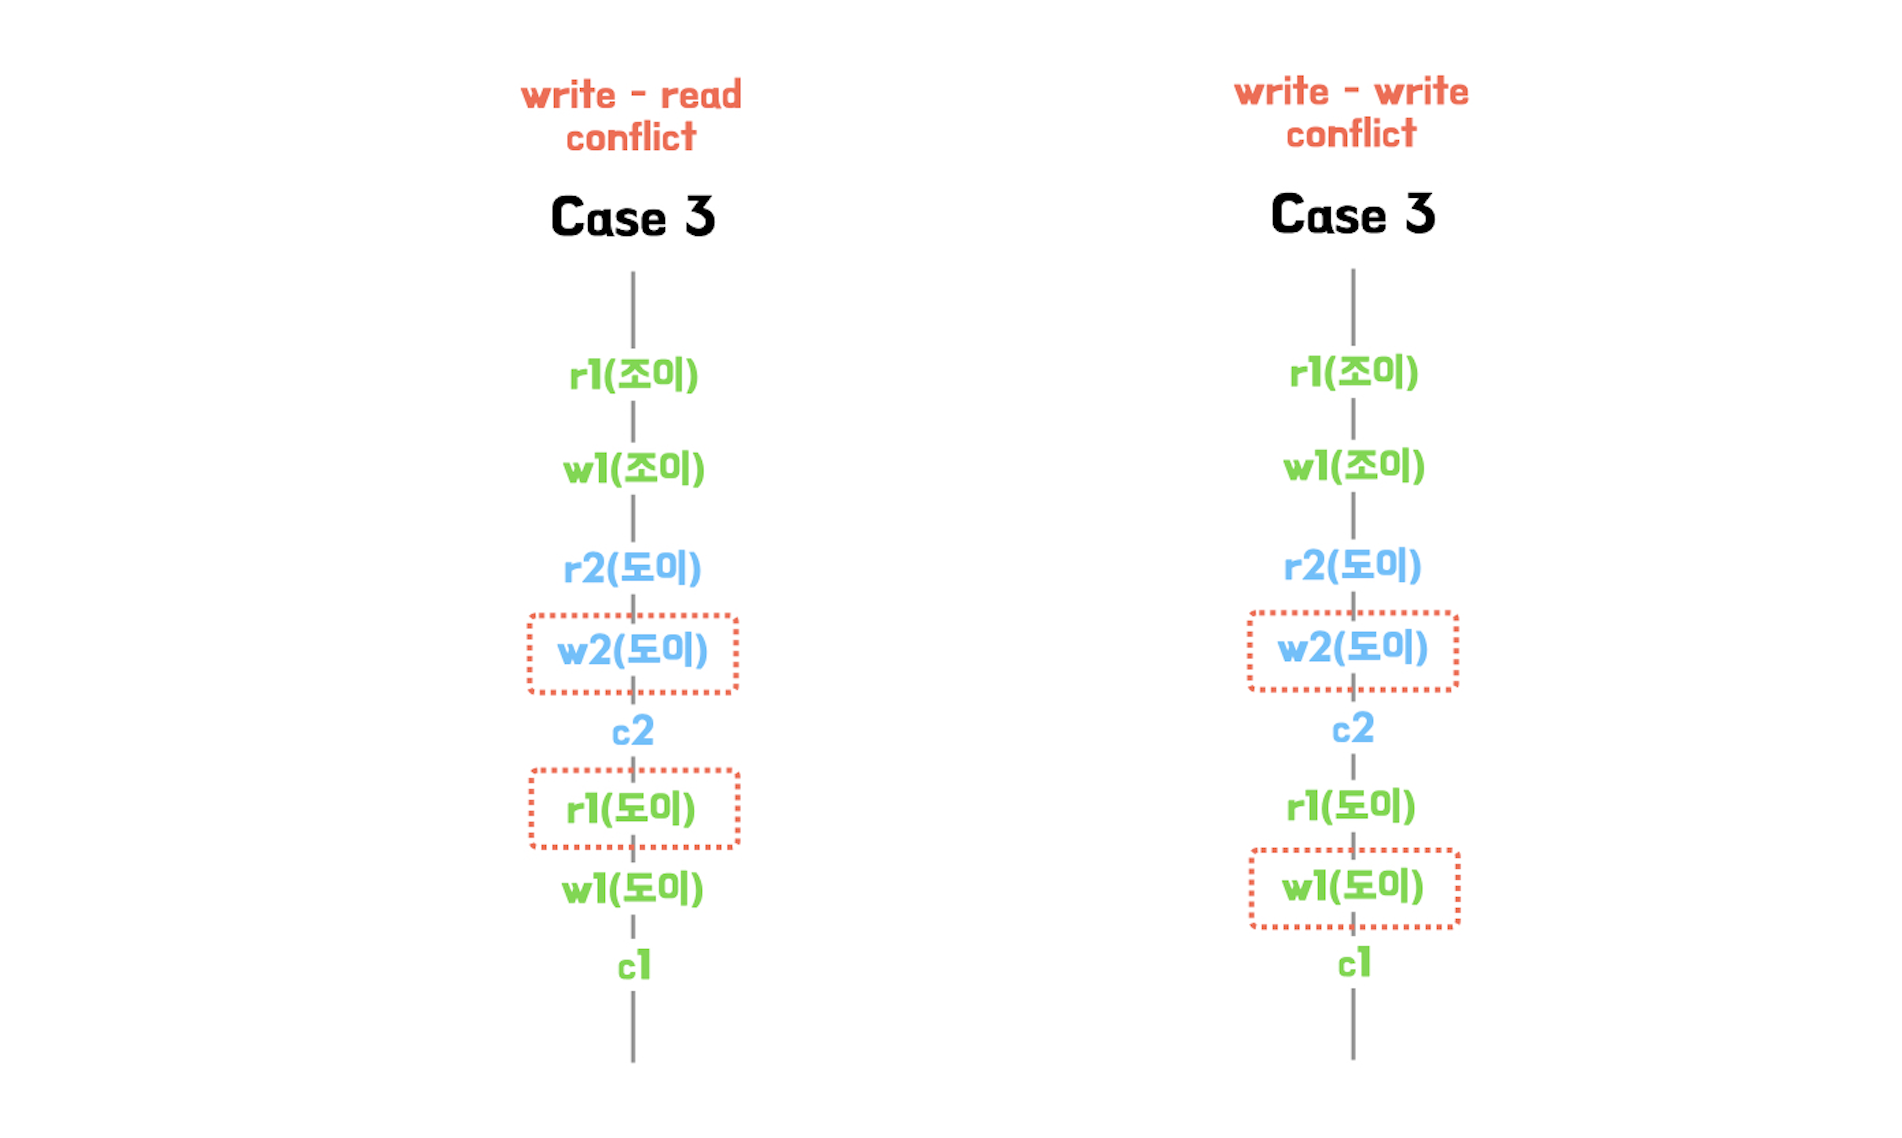 write - read
conflict
Case 3
r1(조이)
w1(조이)
r2(도이)
w2(도이)
c2
r1(도이)
w1(도이)
c1
write - write
conflict
Case 3
r1(조이)
w1(조이)
r2(도이)
w2(도이)
c2
r1(도이)
w1(도이)
c1